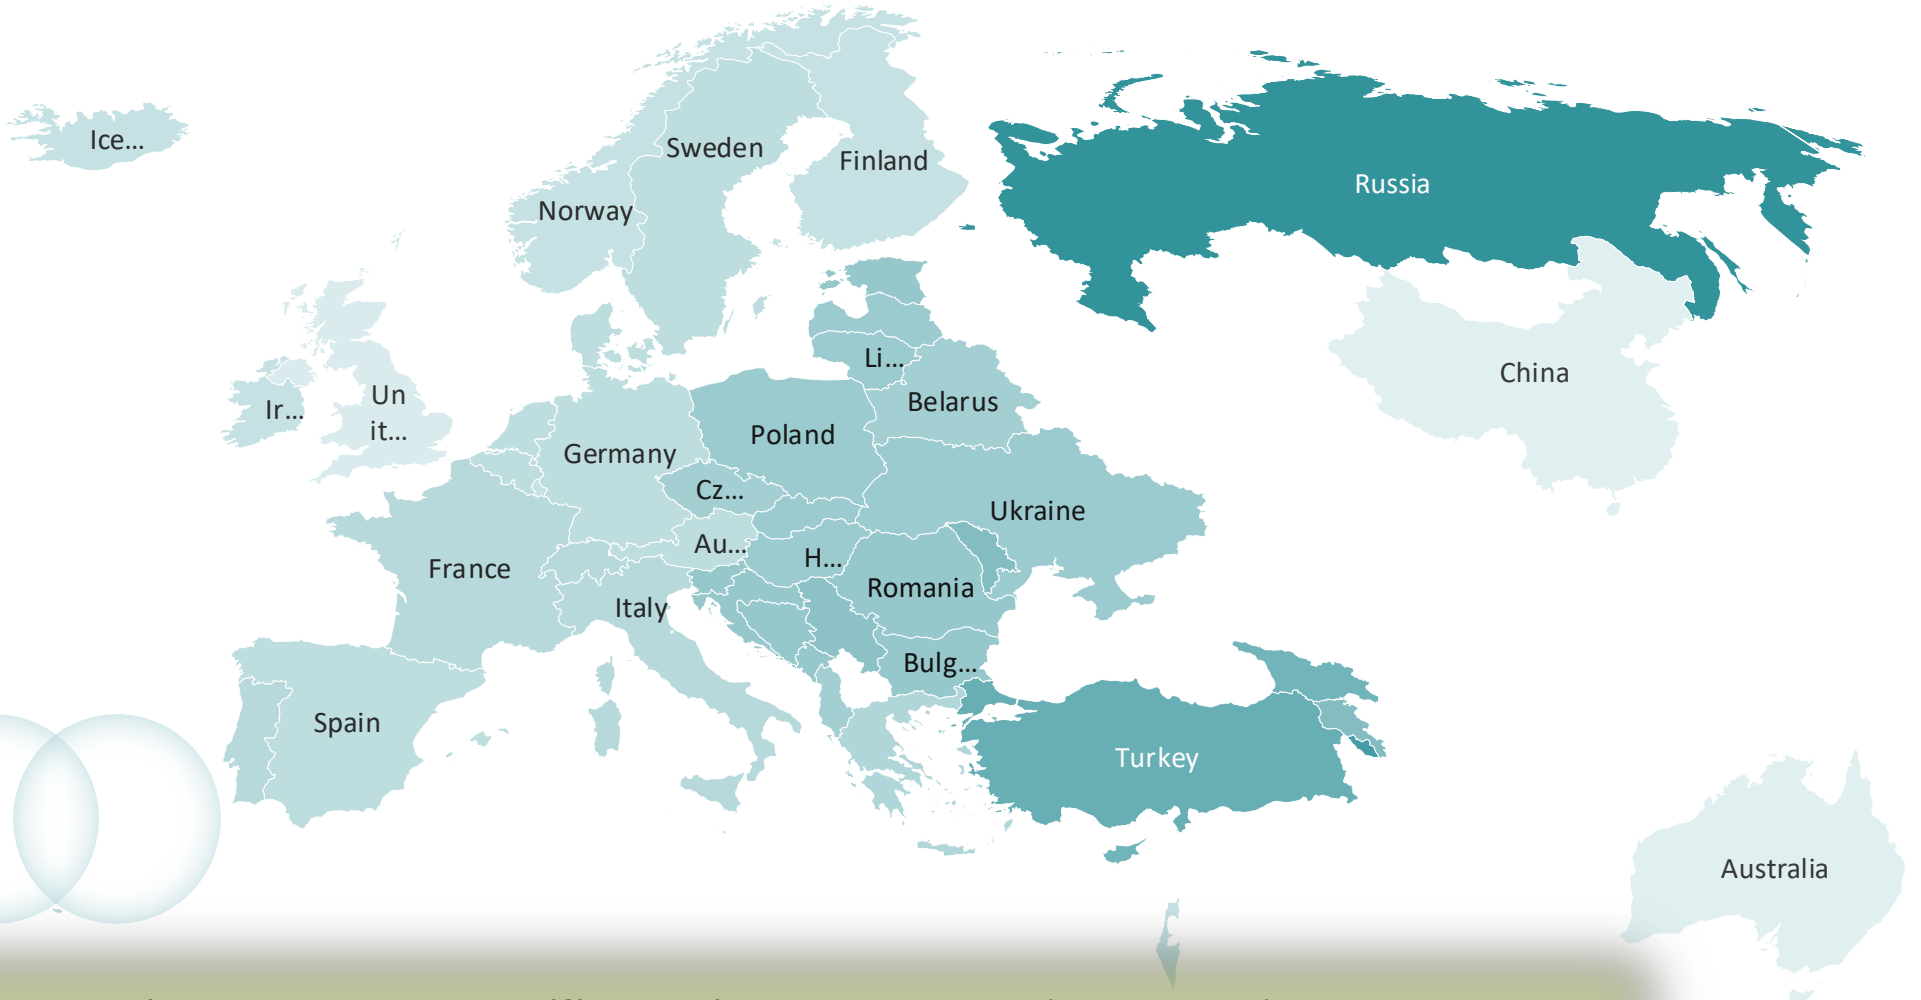 Ice...
Sweden
Finland
Russia
Norway
Li...
China
Un
it...
Ir...
Belarus
Poland
Germany
Cz...
Ukraine
Au...
H...
France
Romania
Italy
Bulg...
Spain
Turkey
Australia